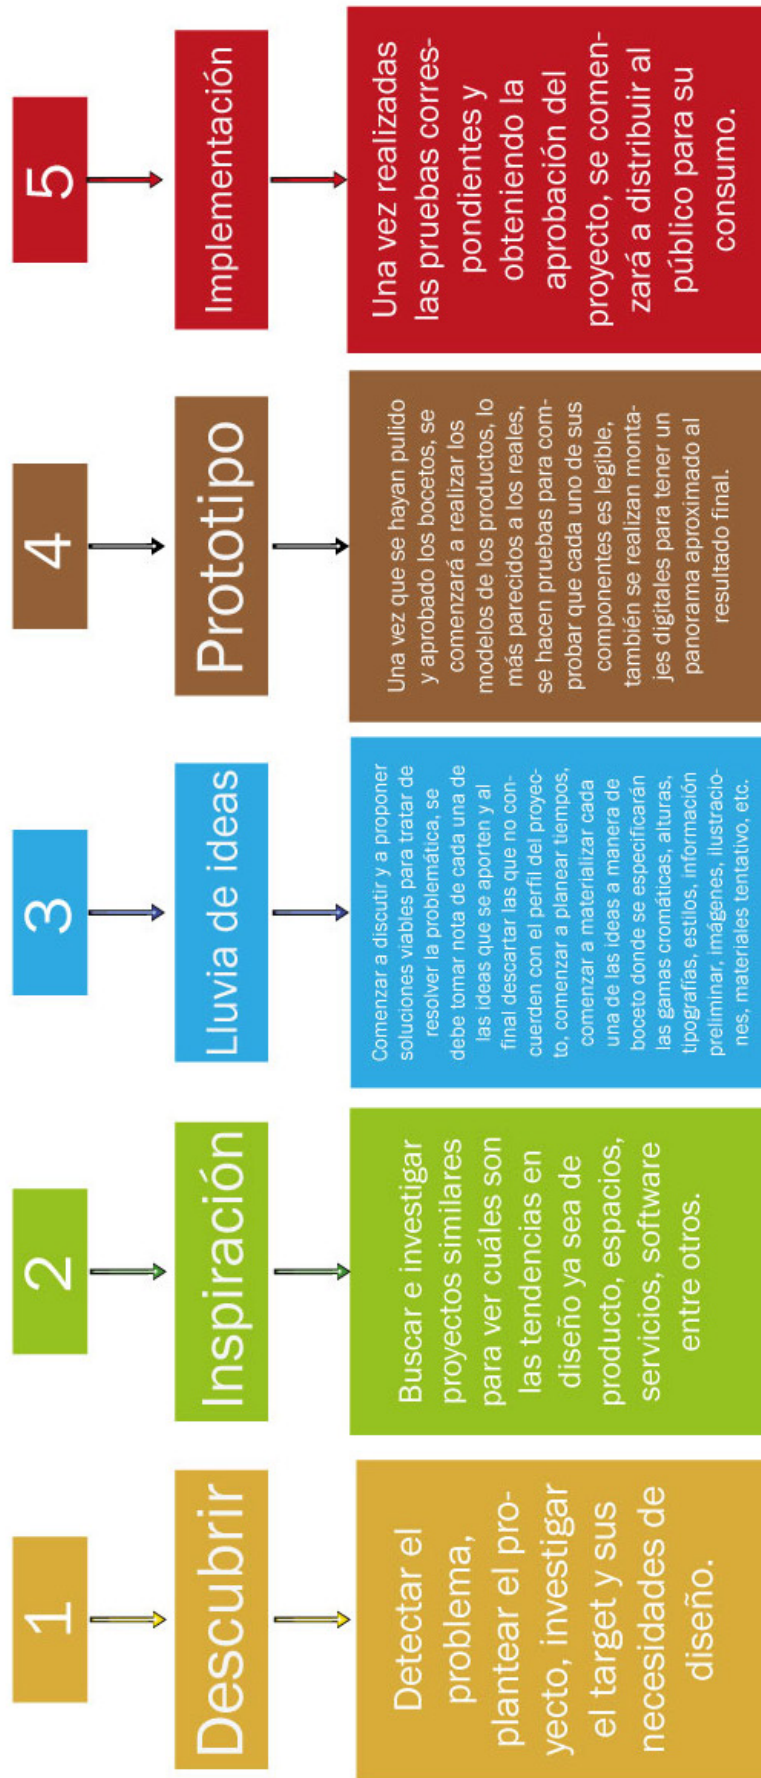 1
Descubrir
Detectar el
problema,
plantear el pro-
yecto, investigar
el target y sus
necesidades de
diseño.
2
Inspiración
Buscar e investigar
proyectos similares
para ver cuáles son
las tendencias en
diseño ya sea de
producto, espacios,
servicios, software
entre otros.
3
Lluvia de ideas
Comenzar a discutir y a proponer
soluciones viables para tratar de
resolver la problemática, se
debe tomar nota de cada una de
las ideas que se aporten y al
final descartar las que no con-
cuerden con el perfil del proyec-
to, comenzar a planear tiempos,
comenzar a materializar cada
una de las ideas a manera de
boceto donde se especificarán
las gamas cromáticas, alturas,
tipografías, estilos, información
preliminar, imágenes, ilustracio-
nes, materiales tentativo, etc.
4
Prototipo
Una vez que se hayan pulido
y aprobado los bocetos, se
comenzará a realizar los
modelos de los productos, lo
más parecidos a los reales,
se hacen pruebas para com-
probar que cada uno de sus
componentes es legible,
también se realizan monta-
jes digitales para tener un
panorama aproximado al
resultado final.
5
Implementación
Una vez realizadas
las pruebas corres-
pondientes y
obteniendo la
aprobación del
proyecto, se comen-
zará a distribuir al
público para su
consumo.